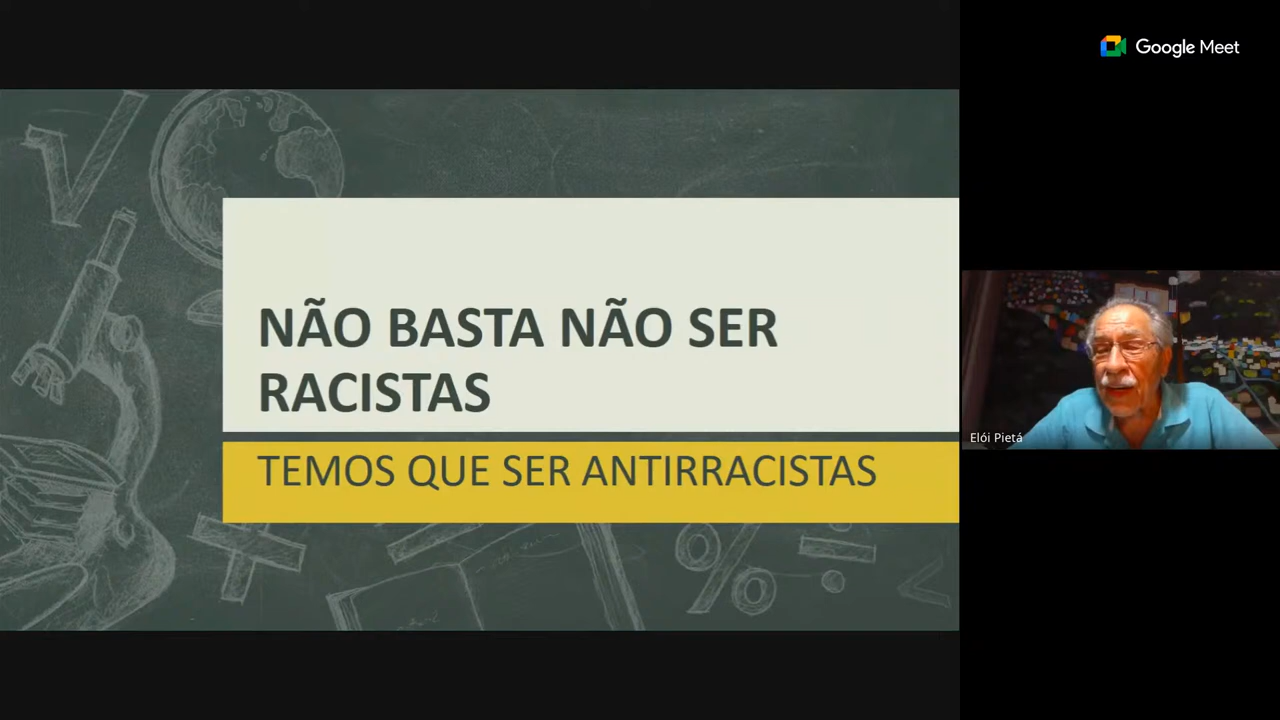 Google Meet
NÃO BASTA NÃO SER
RACISTAS
TEMOS QUE SER ANTIRRACISTAS
Elói Pietá